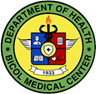 DEPARTMENT OF HEALTH
1933
BICOL MEDICAL CENTER